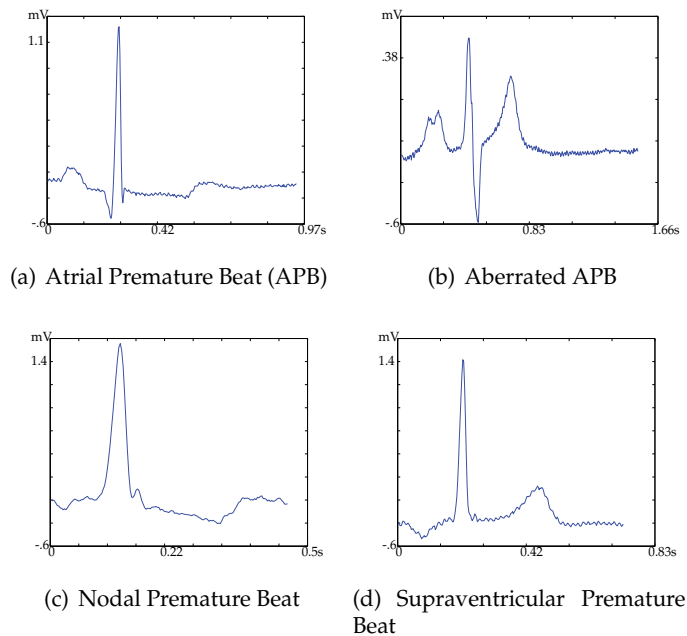 mV
1.1
-.6
0 0.42 0.97s
(a) Atrial Premature Beat (APB)
mV
.38
-.6
0 0.83 1.66s
(b) Aberrated APB
mV
1.4
-.6
0 0.22 0.5s
(c) Nodal Premature Beat
mV
1.4
-.6
0 0.42 0.83s
(d) Supraventricular Premature
Beat